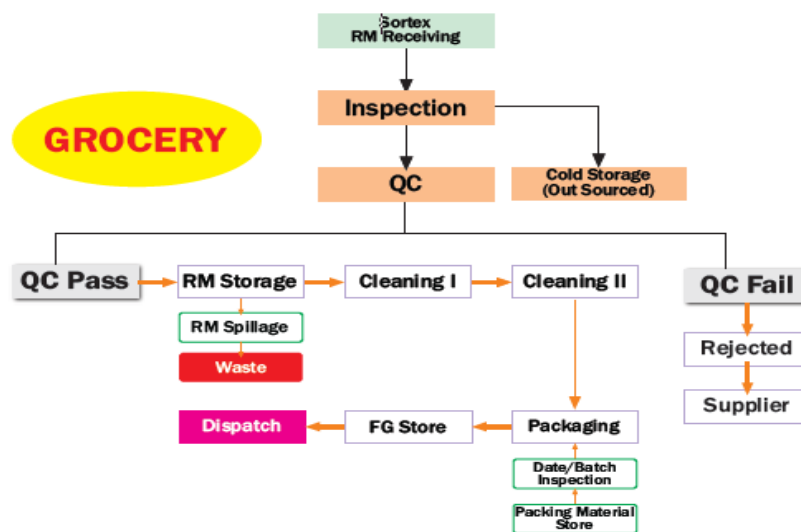 Sortex
RM Receiving
GROCERY
Inspection
QC
Cold Storage
(Out Sourced)
QC Pass
RM Storage
Cleaning I
Cleaning II
QC Fail
RM Spillage
Rejected
Waste
Supplier
Dispatch
FG Store
Packaging
Date/Batch
Inspection
Packing Material
Store